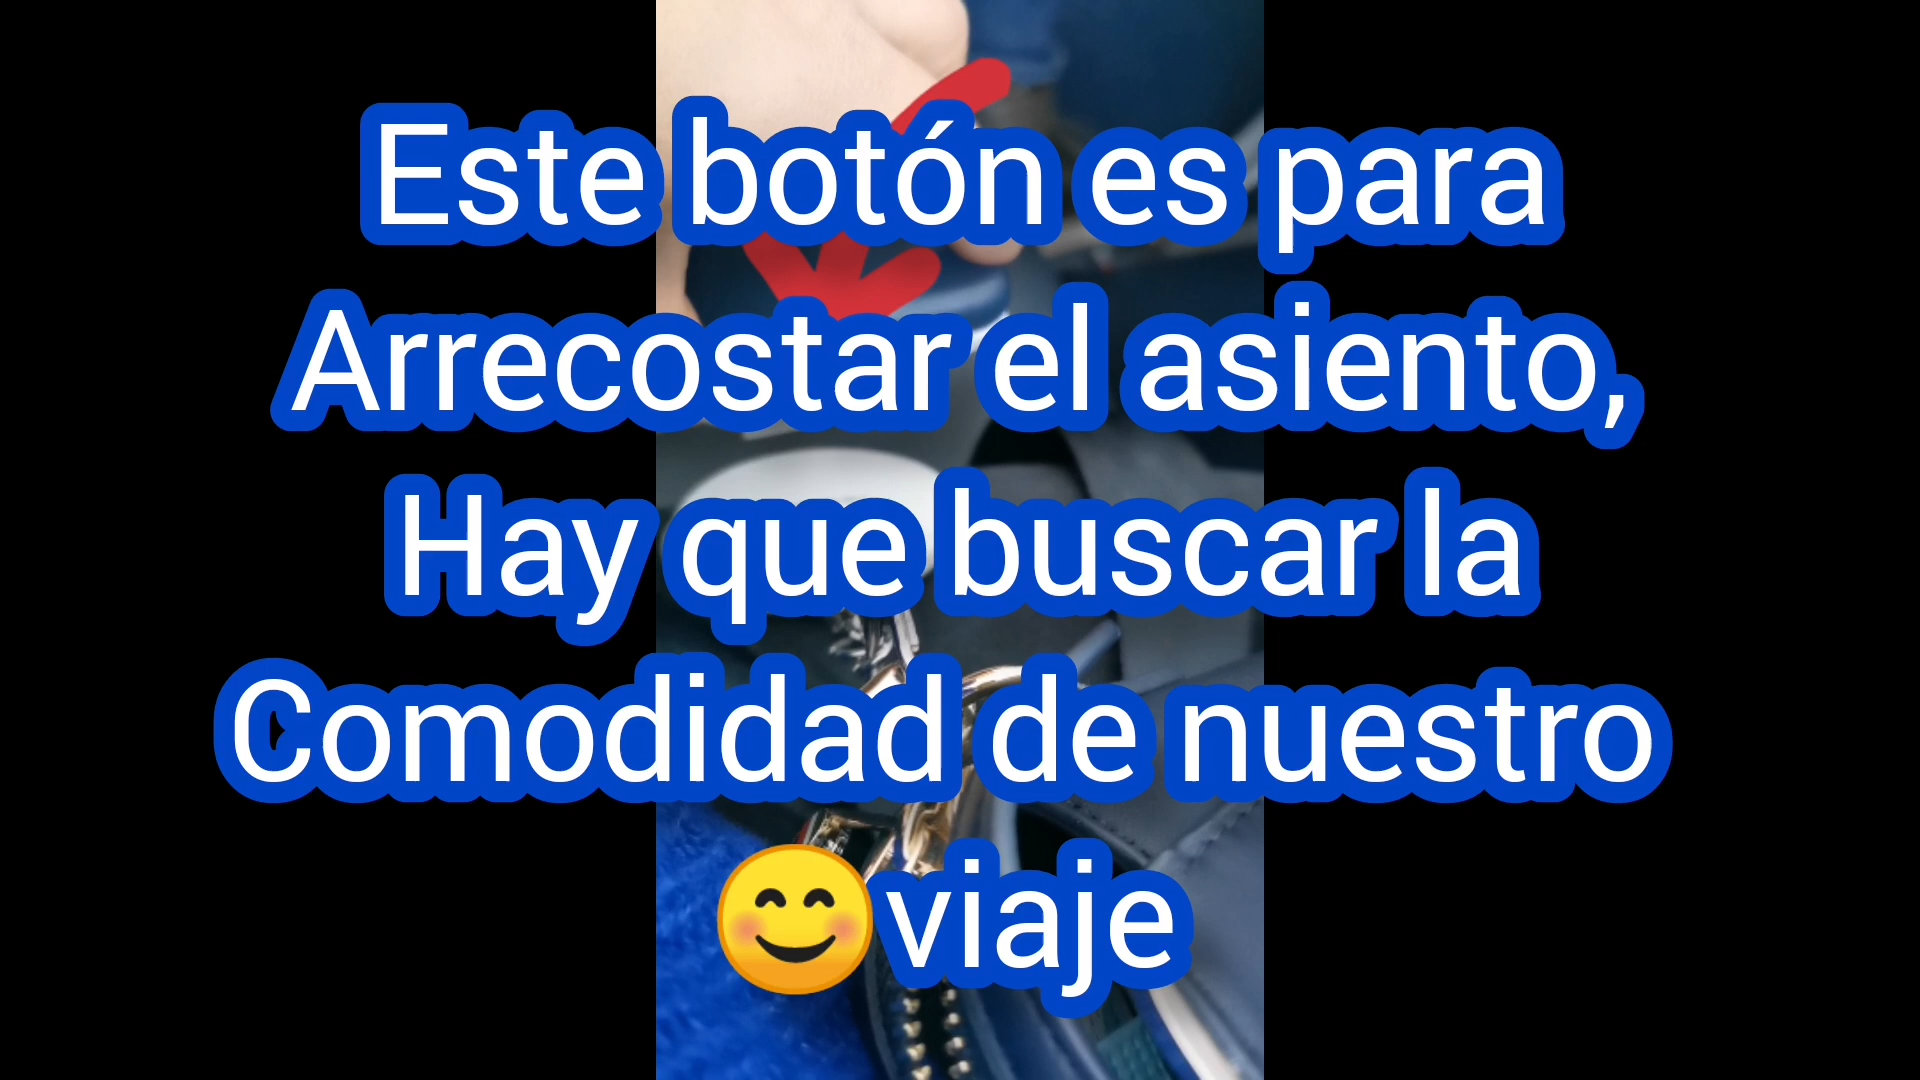 Este botón es para
Arrecostar el asiento,
Hay que buscar la
Comodidad de nuestro
😊viaje